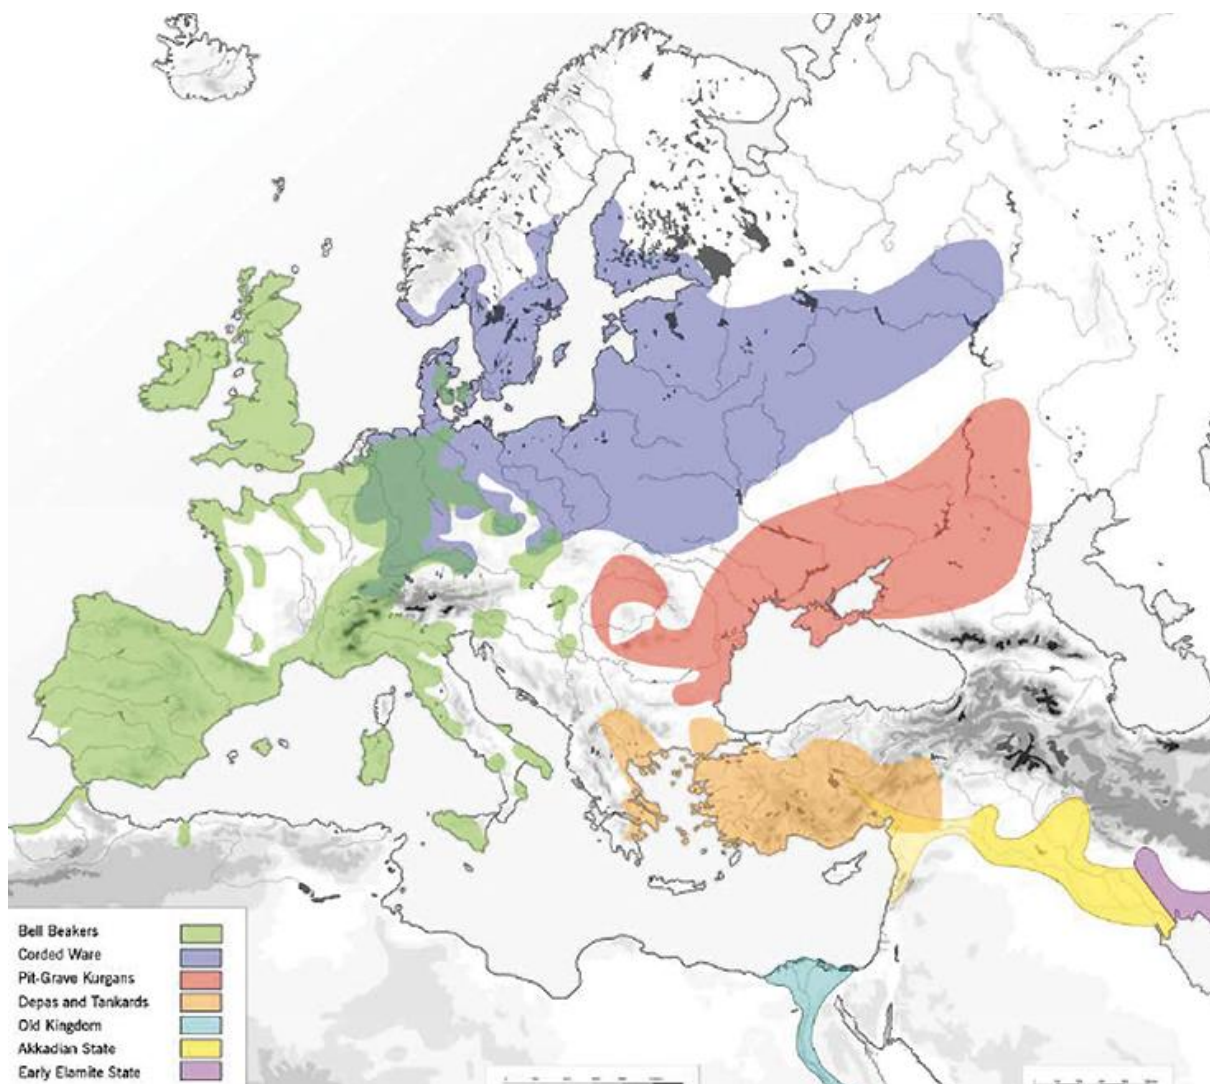 Bell Beakers
Corded Ware
Pit-Grave Kurgans
Depas and Tankards
Old Kingdom
Akkadian State
Early Elamite State